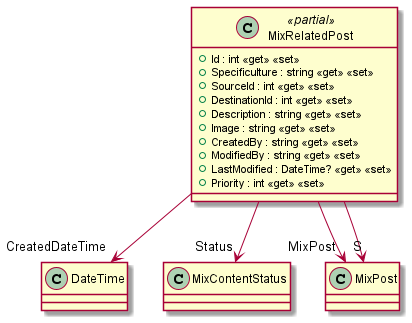 C
«partial»
MixRelatedPost
Id : int «get» «set»
Specificulture : string «get» «set»
SourceId : int «get» «set»
DestinationId : int «get» «set»
Description : string «get» «set»
Image : string «get» «set»
CreatedBy : string «get» «set»
ModifiedBy : string «get» «set»
LastModified : DateTime? «get» «set»
Priority : int «get» «set»
CreatedDateTime
Status
MixPost
S
C DateTime
C MixContentStatus
C MixPost